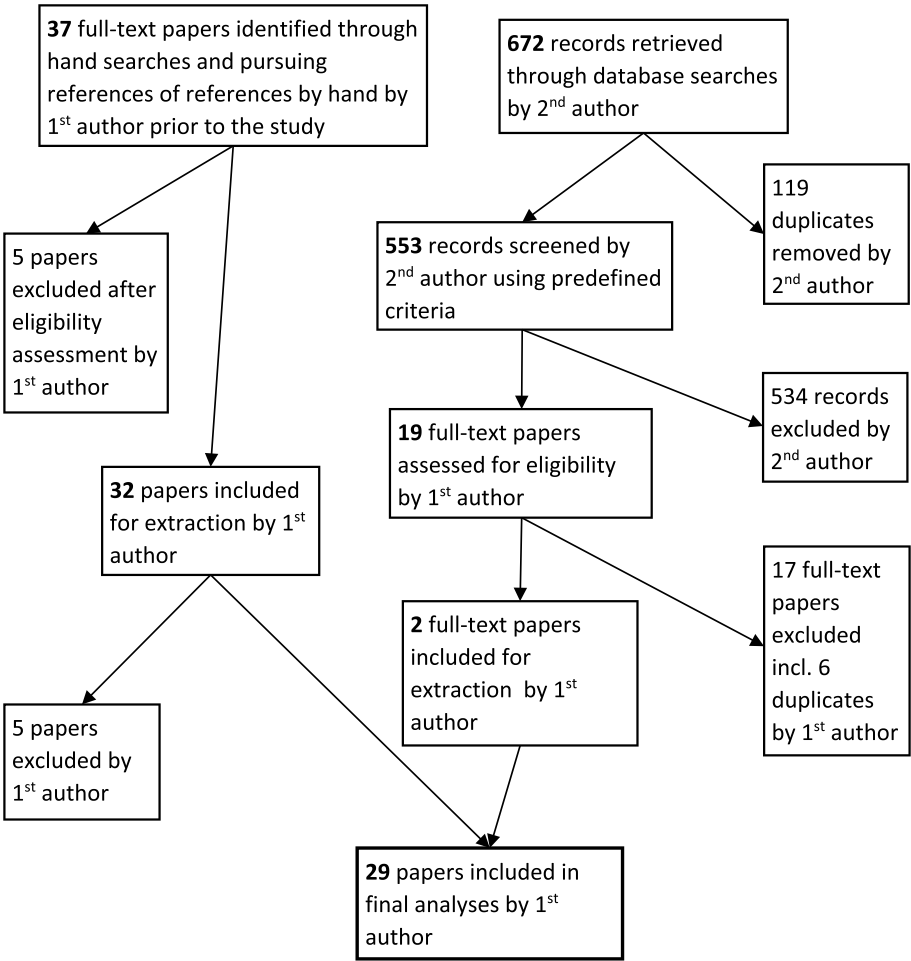 37 full-text papers identified through
hand searches and pursuing
references of references by hand by
1st author prior to the study
672 records retrieved
through database searches
by 2nd author
119
duplicates
removed by
2nd author
5 papers
excluded after
eligibility
assessment by
1st author
553 records screened by
2nd author using predefined
criteria
534 records
excluded by
2nd author
19 full-text papers
assessed for eligibility
by 1st author
32 papers included
for extraction by 1st
author
17 full-text
papers
excluded
incl. 6
duplicates
by 1st author
2 full-text papers
included for
extraction by 1st
author
5 papers
excluded by
1st author
29 papers included in
final analyses by 1st
author